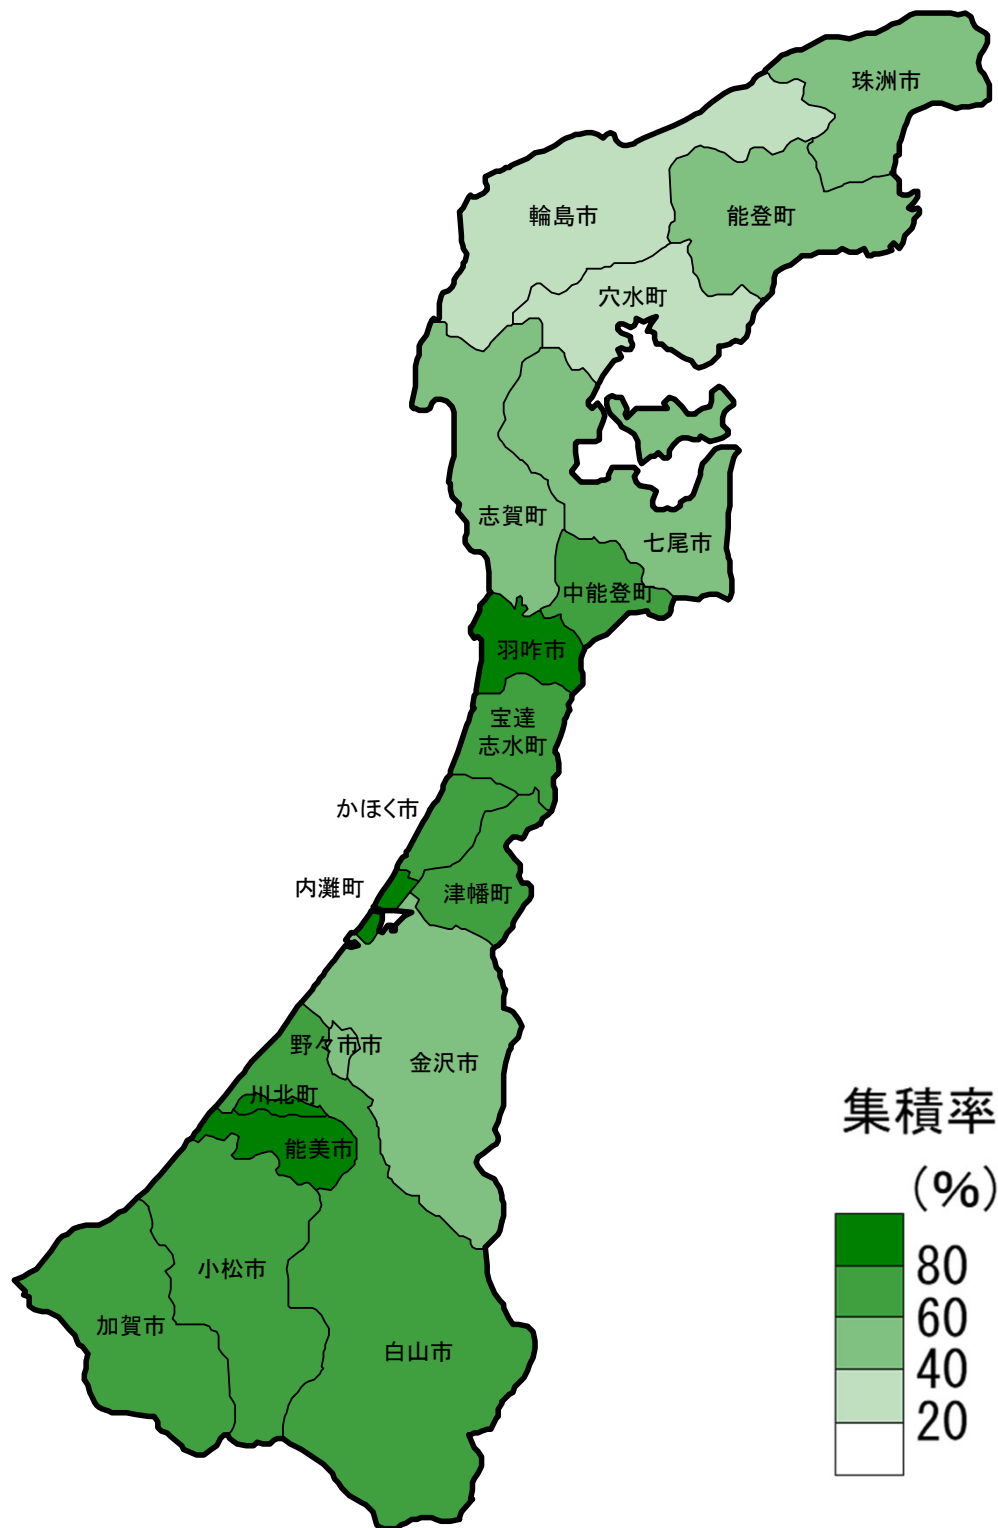 珠洲市
輪島市
能登町
穴水町
志賀町
七尾市
中能登町
羽咋市
宝達
志水町
かほく市
内灘町
津幡町
野々市市
金沢市
川北町
能美市
小松市
加賀市
白山市
集積率
(%)
80
60
40
20